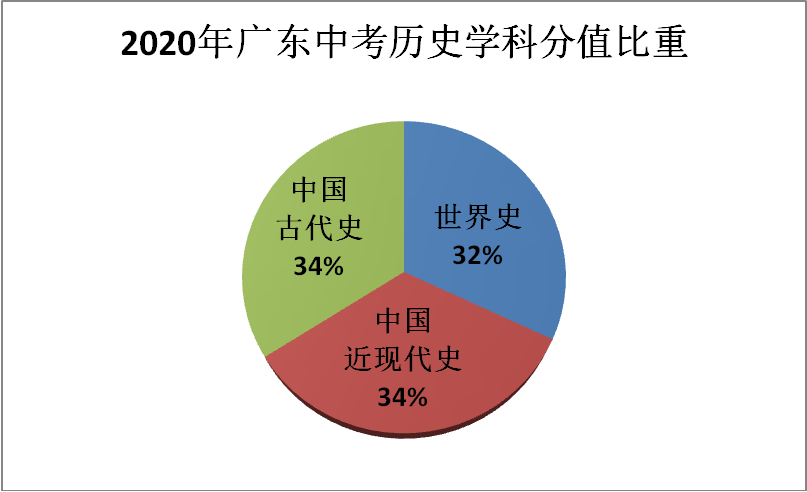 2020年广东中考历史学科分值比重
中国
古代史
34%
世界史
32%
中国
近现代史
34%